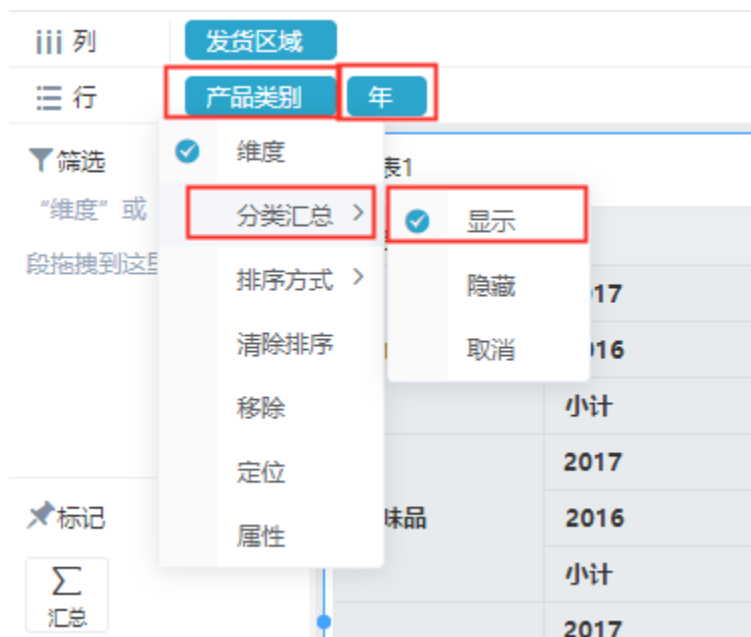 列 发货区域
行 产品类别 年
筛选
“维度”或
段拖拽到这里
维度
分类汇总
排序方式
清除排序
移除
定位
属性
显示
隐藏
取消
表1
17
16
小计
2017
味品 2016
小计
2017
标记
汇总